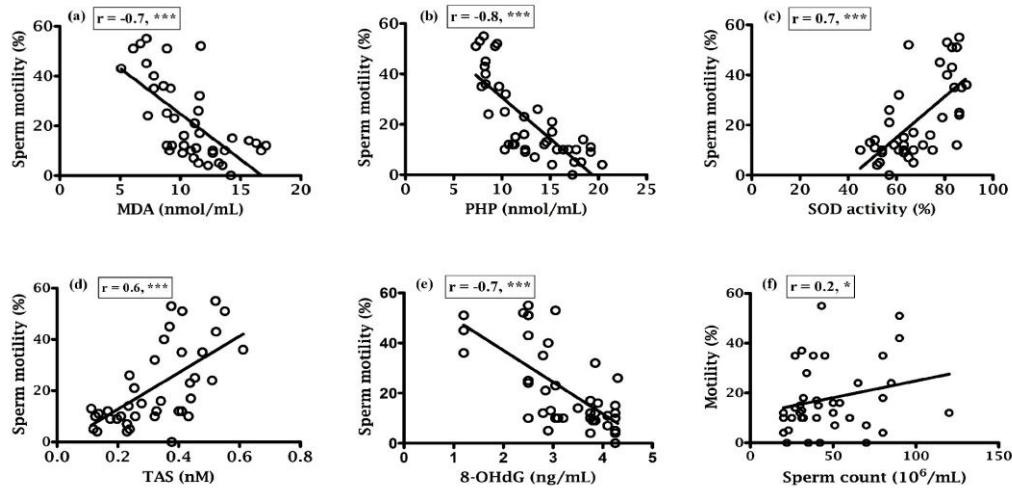 (a) r = -0.7, ***
Sperm motility (%)
60
40
20
0
0 5 10 15 20
MDA (nmol/mL)
(b) r = -0.8, ***
Sperm motility (%)
60
40
20
0
0 5 10 15 20 25
PHP (nmol/mL)
(c) r = 0.7, ***
Sperm motility (%)
60
40
20
0
40 60 80 100
SOD activity (%)
(d) r = 0.6, ***
Sperm motility (%)
60
40
20
0
0.0 0.2 0.4 0.6 0.8
TAS (nM)
(e) r = -0.7, ***
Sperm motility (%)
60
40
20
0
0 1 2 3 4 5
8-OHdG (ng/mL)
(f) r = 0.2, *
Motility (%)
60
40
20
0
0 50 100 150
Sperm count (10⁶/mL)